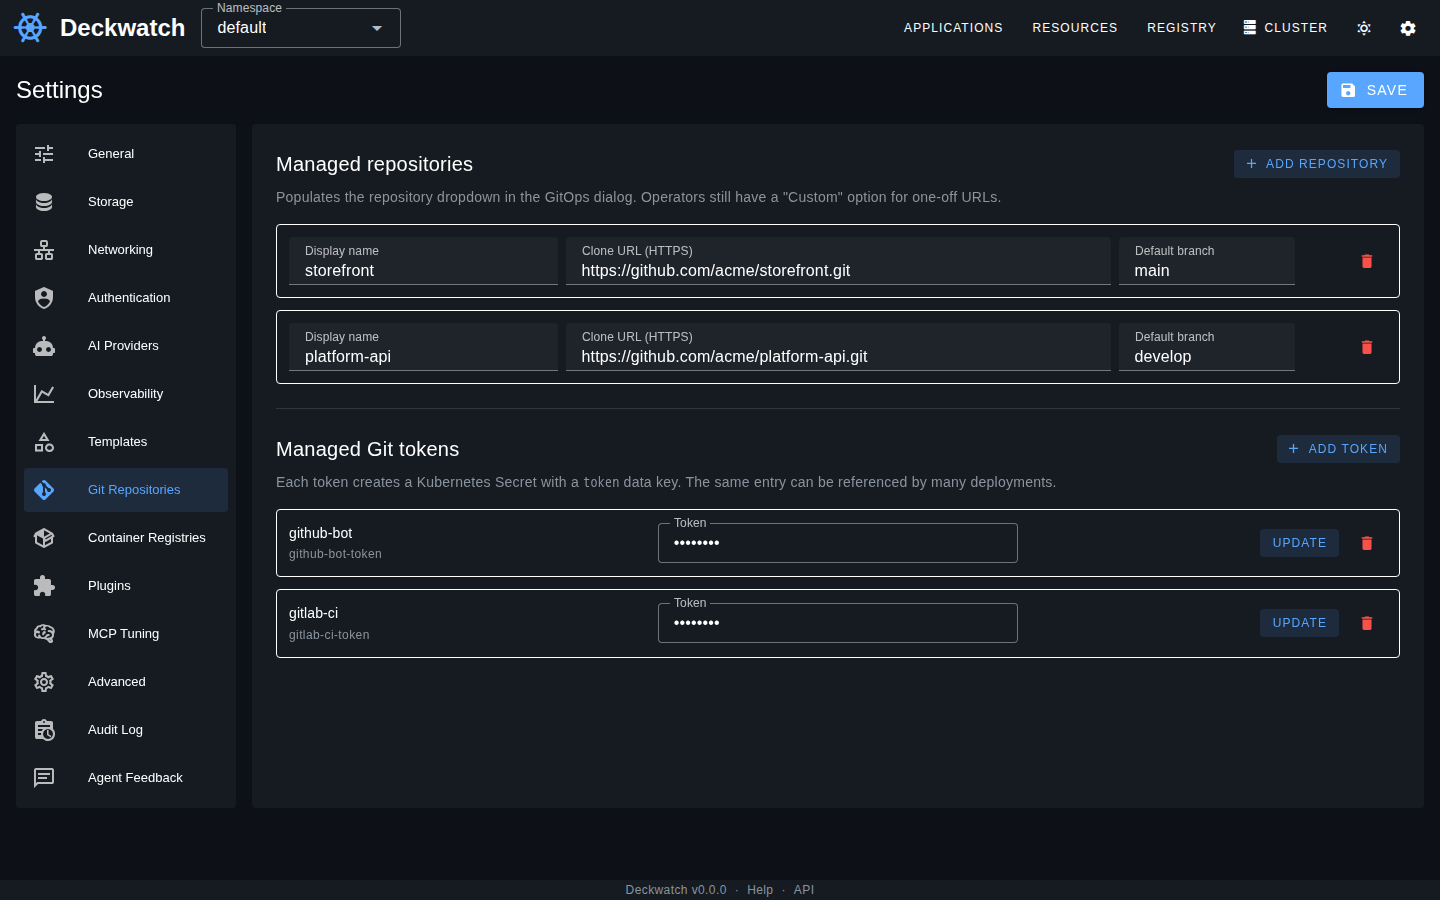 Deckwatch
Namespace
default
APPLICATIONS
RESOURCES
REGISTRY
CLUSTER
Settings
SAVE
General
Storage
Networking
Authentication
AI Providers
Observability
Templates
Git Repositories
Container Registries
Plugins
MCP Tuning
Advanced
Audit Log
Agent Feedback
Managed repositories
ADD REPOSITORY
Populates the repository dropdown in the GitOps dialog. Operators still have a "Custom" option for one-off URLs.
Display name
storefront
Clone URL (HTTPS)
https://github.com/acme/storefront.git
Default branch
main
Display name
platform-api
Clone URL (HTTPS)
https://github.com/acme/platform-api.git
Default branch
develop
Managed Git tokens
ADD TOKEN
Each token creates a Kubernetes Secret with a token data key. The same entry can be referenced by many deployments.
github-bot
github-bot-token
Token
••••••••
UPDATE
gitlab-ci
gitlab-ci-token
Token
••••••••
UPDATE
Deckwatch v0.0.0 · Help · API